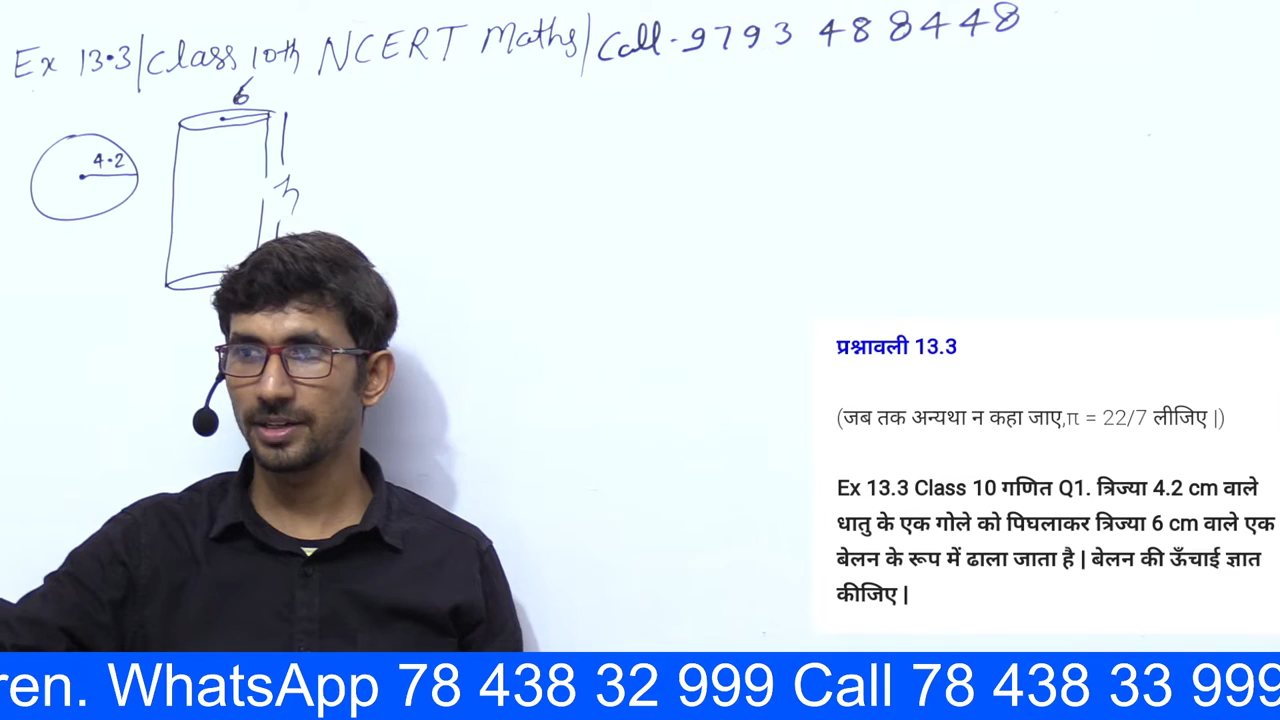 Ex 13.3/Class 10th NCERT Maths/Call-9793 488448
6
4.2
h
प्रश्नावली 13.3
(जब तक अन्यथा न कहा जाए,π = 22/7 लीजिए |)
Ex 13.3 Class 10 गणित Q1. त्रिज्या 4.2 cm वाले
धातु के एक गोले को पिघलाकर त्रिज्या 6 cm वाले एक
बेलन के रूप में ढाला जाता है | बेलन की ऊँचाई ज्ञात
कीजिए |
ren. WhatsApp 78 438 32 999 Call 78 438 33 999